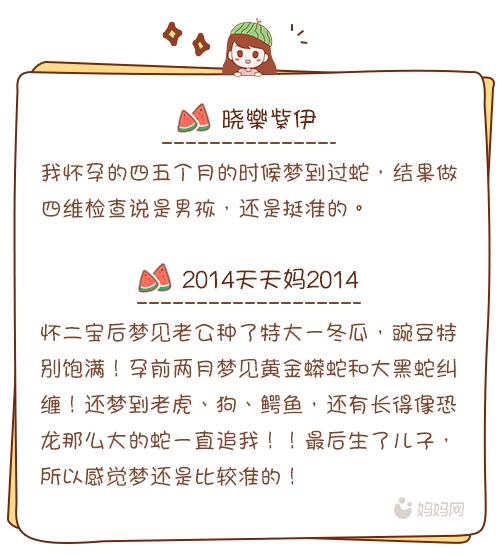 晓樂紫伊
我怀孕的四五个月的时候梦到过蛇，结果做
四维检查说是男孩，还是挺准的。
2014天天妈2014
怀二宝后梦见老公种了特大一冬瓜，豌豆特
别饱满！孕前两月梦见黄金蟒蛇和大黑蛇纠
缠！还梦到老虎、狗、鳄鱼，还有长得像恐
龙那么大的蛇一直追我！！最后生了儿子，
所以感觉梦还是比较准的！
妈妈网